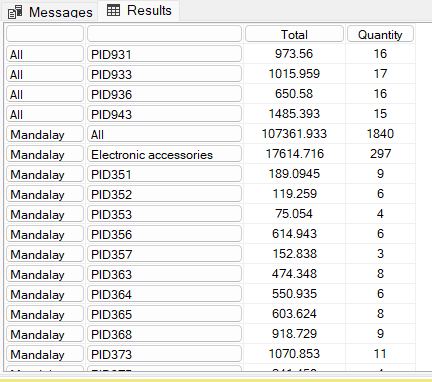 Messages Results
Total Quantity
All PID931 973.56 16
All PID933 1015.959 17
All PID936 650.58 16
All PID943 1485.393 15
Mandalay All 107361.933 1840
Mandalay Electronic accessories 17614.716 297
Mandalay PID351 189.0945 9
Mandalay PID352 119.259 6
Mandalay PID353 75.054 4
Mandalay PID356 614.943 6
Mandalay PID357 152.838 3
Mandalay PID363 474.348 8
Mandalay PID364 550.935 6
Mandalay PID365 603.624 8
Mandalay PID368 918.729 9
Mandalay PID373 1070.853 11